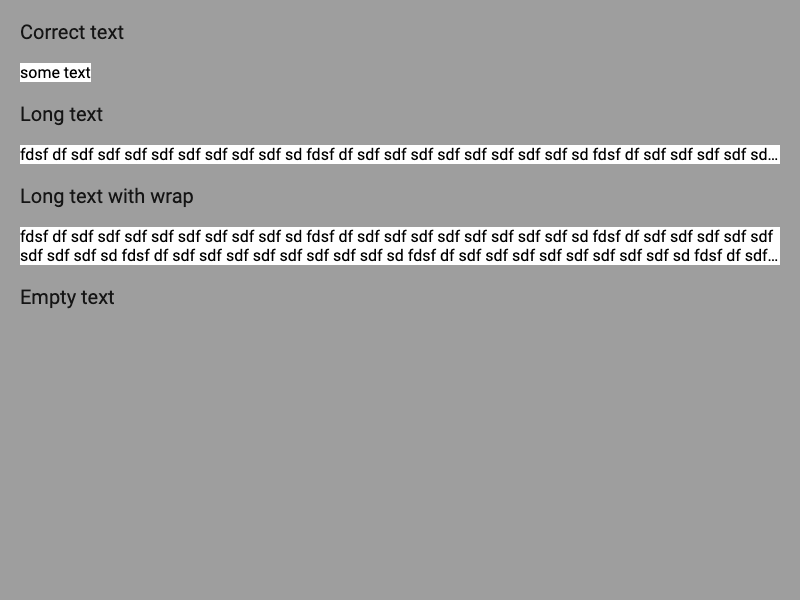 Correct text
some text
Long text
fdsf df sdf sdf sdf sdf sdf sdf sdf sdf sd fdsf df sdf sdf sdf sdf sdf sdf sdf sdf sd fdsf df sdf sdf sdf sdf sd…
Long text with wrap
fdsf df sdf sdf sdf sdf sdf sdf sdf sdf sd fdsf df sdf sdf sdf sdf sdf sdf sdf sdf sd fdsf df sdf sdf sdf sdf sdf
sdf sdf sdf sd fdsf df sdf sdf sdf sdf sdf sdf sdf sdf sd fdsf df sdf sdf sdf sdf sdf sdf sdf sdf sd fdsf df sdf…
Empty text